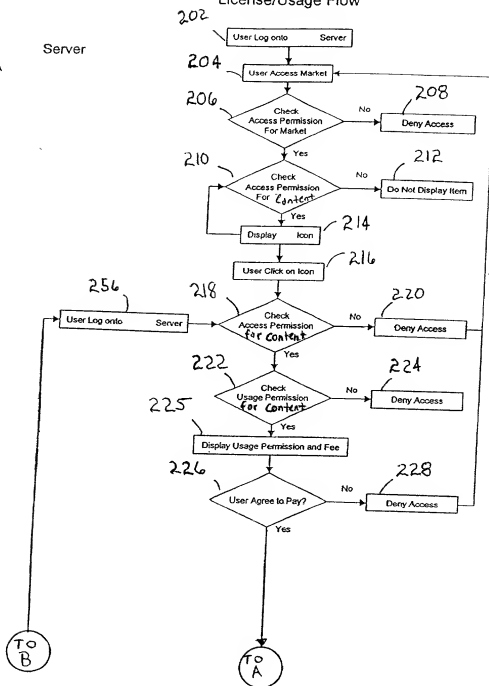 License/Usage Flow
Server
202
User Log onto Server
204
User Access Market
206
Check
Access Permission
For Market
No
208
Deny Access
Yes
210
Check
Access Permission
For Content
No
212
Do Not Display Item
Yes
214
Display Icon
216
User Click on Icon
256
User Log onto Server
218
Check
Access Permission
for content
No
220
Deny Access
Yes
222
Check
Usage Permission
for content
No
224
Deny Access
Yes
225
Display Usage Permission and Fee
226
User Agree to Pay?
No
228
Deny Access
Yes
TO
B
TO
A